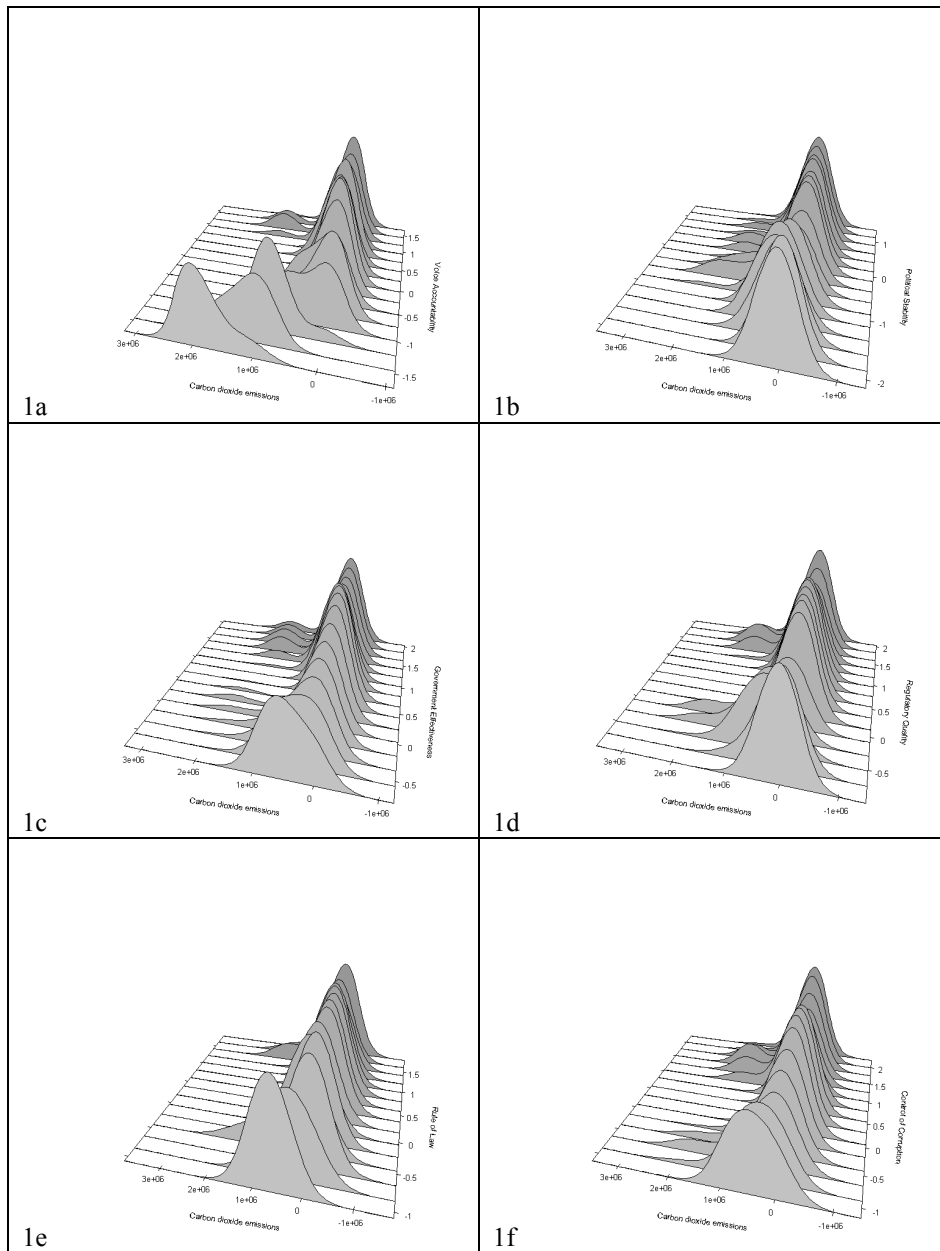 1.5
1
0.5
0
-0.5
-1
-1.5
Voice Accountability
3e+06
2e+06
1e+06
0
-1e+06
Carbon dioxide emissions
1a
1
0
-1
-2
Political Stability
3e+06
2e+06
1e+06
0
-1e+06
Carbon dioxide emissions
1b
2
1.5
1
0.5
0
-0.5
Government Effectiveness
3e+06
2e+06
1e+06
0
-1e+06
Carbon dioxide emissions
1c
2
1.5
1
0.5
0
-0.5
Regulatory Quality
3e+06
2e+06
1e+06
0
-1e+06
Carbon dioxide emissions
1d
1.5
1
0.5
0
-0.5
-1
Rule of Law
3e+06
2e+06
1e+06
0
-1e+06
Carbon dioxide emissions
1e
2
1.5
1
0.5
0
-0.5
-1
Control of Corruption
3e+06
2e+06
1e+06
0
-1e+06
Carbon dioxide emissions
1f